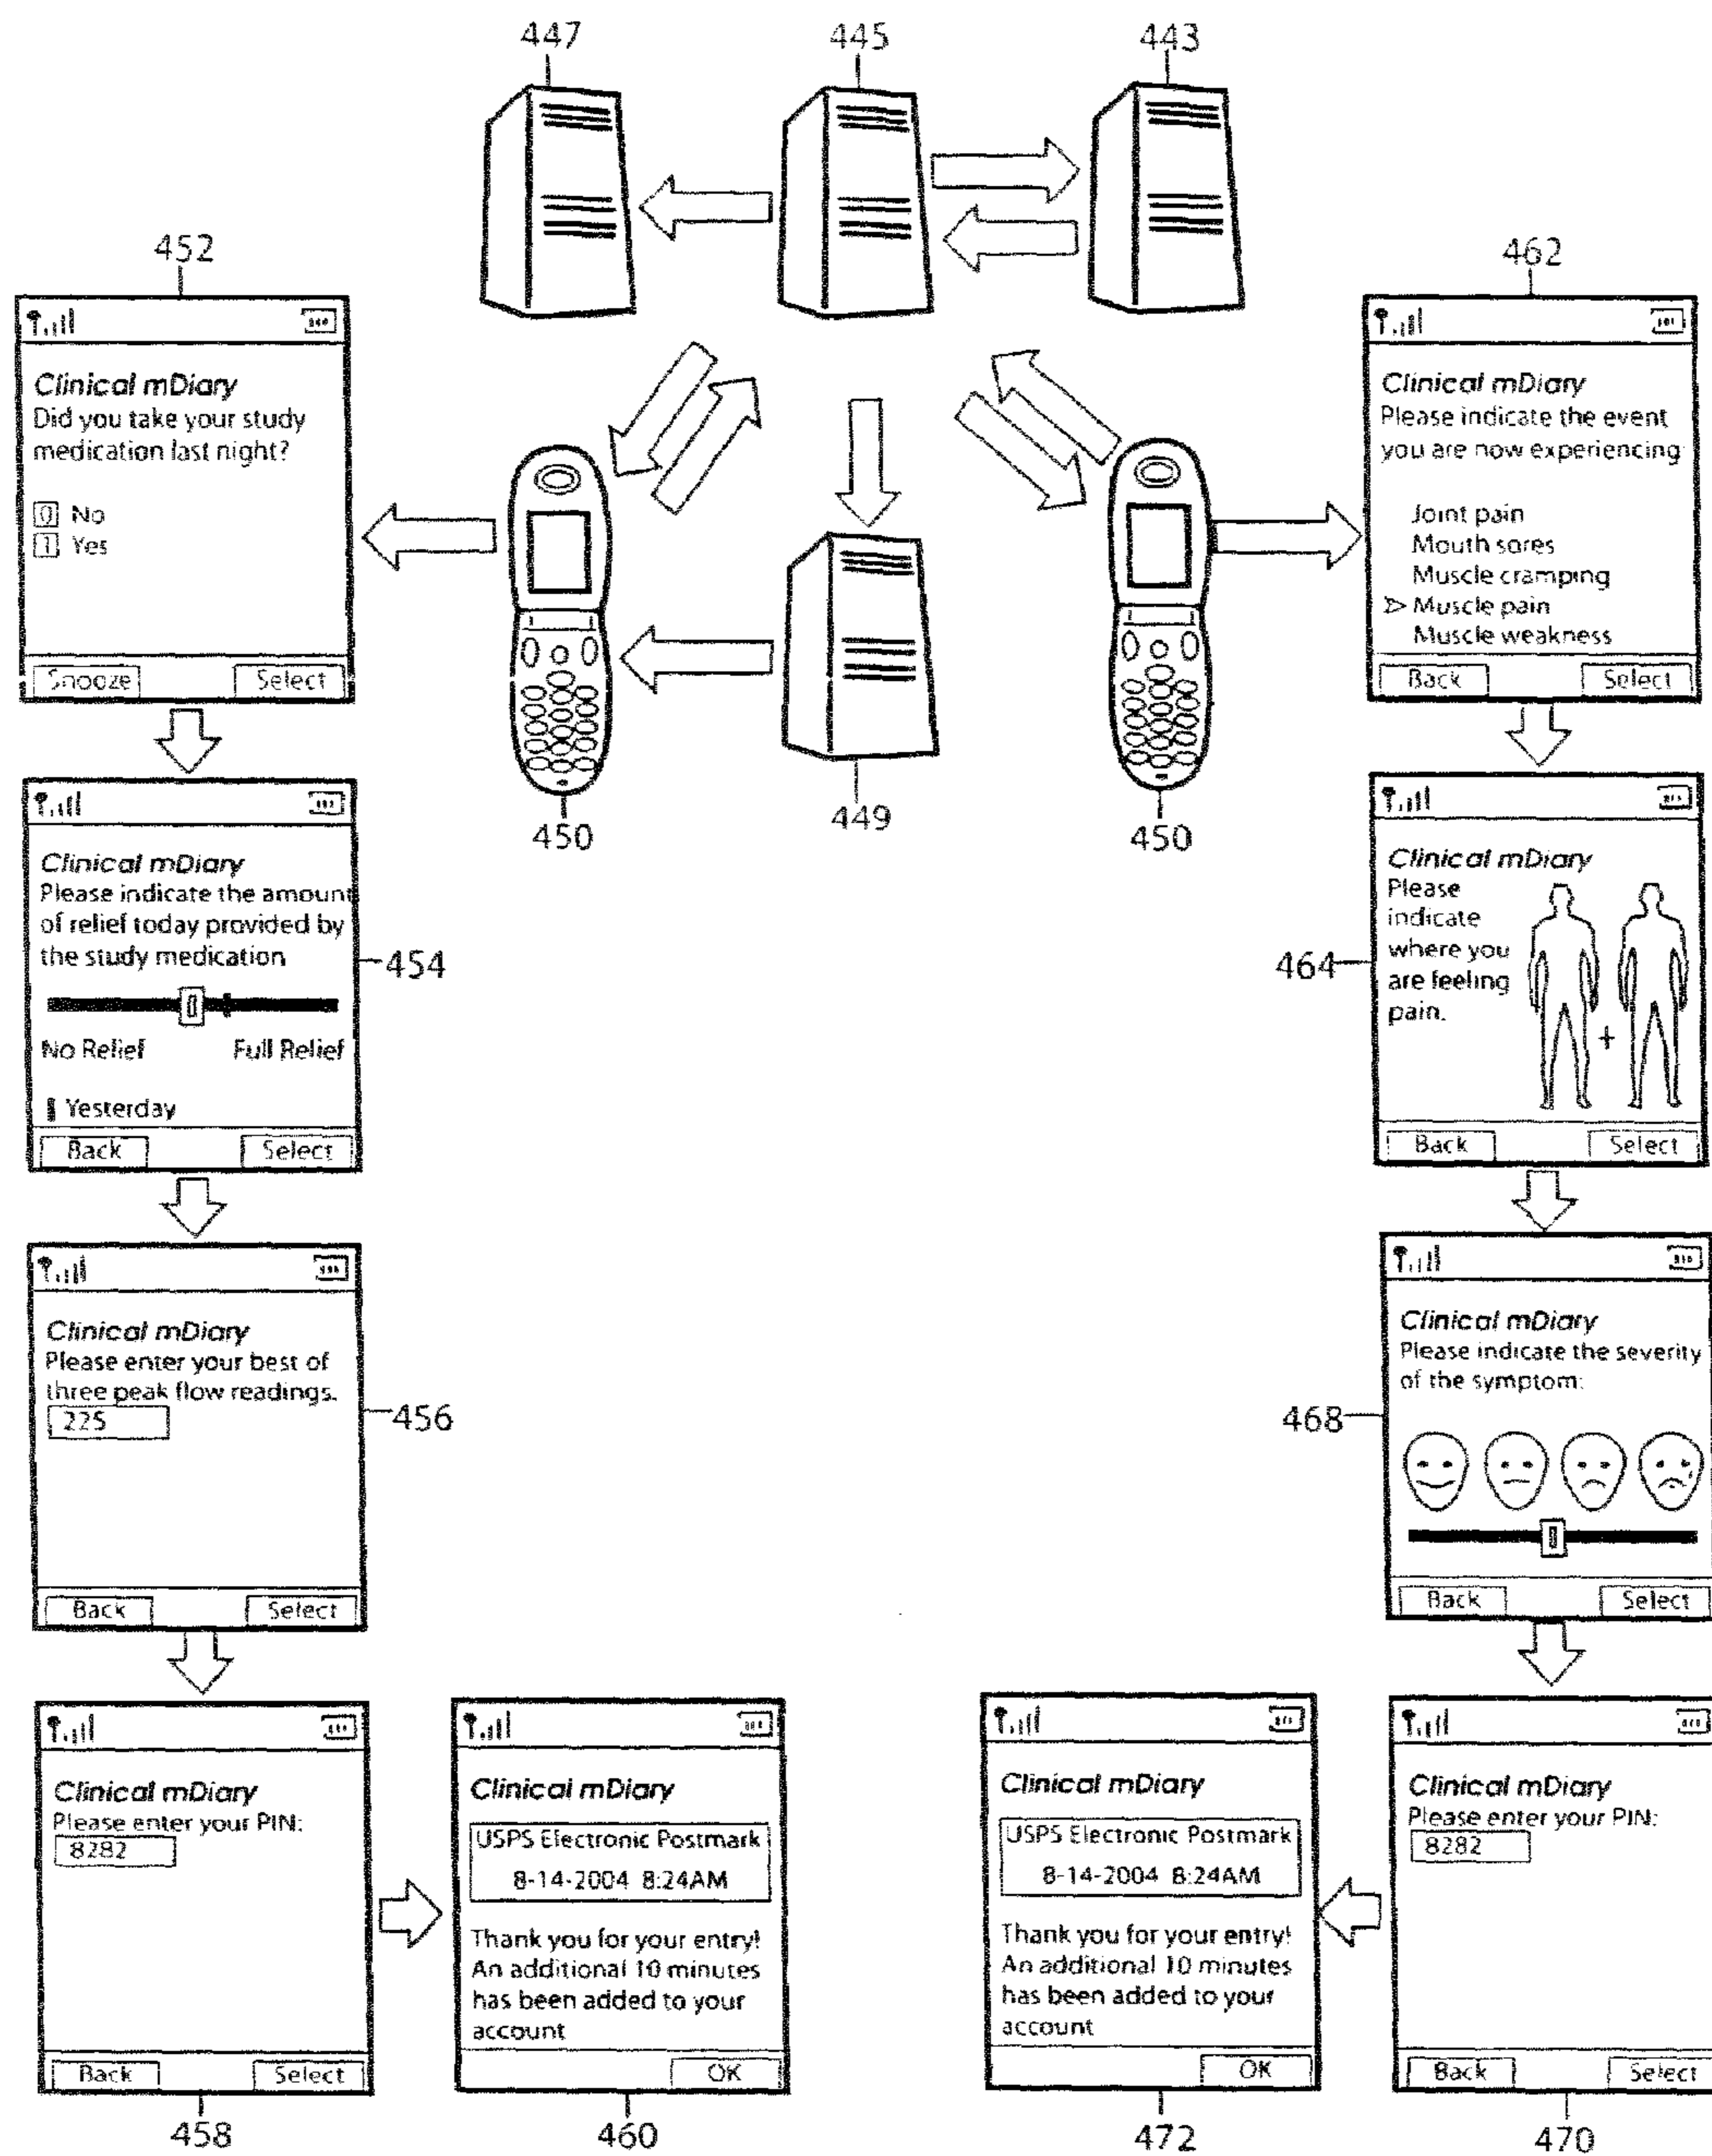 447
445
443
452
Clinical mDiary
Did you take your study
medication last night?
0 No
1 Yes
Snooze
Select
462
Clinical mDiary
Please indicate the event
you are now experiencing
Joint pain
Mouth sores
Muscle cramping
Muscle pain
Muscle weakness
Back
Select
450
449
450
Clinical mDiary
Please indicate the amount
of relief today provided by
the study medication
No Relief
Full Relief
Yesterday
Back
Select
454
Clinical mDiary
Please
indicate
where you
are feeling
pain.
+
Back
Select
464
Clinical mDiary
Please enter your best of
three peak flow readings.
225
Back
Select
456
Clinical mDiary
Please indicate the severity
of the symptom:
Back
Select
468
Clinical mDiary
Please enter your PIN:
8282
Back
Select
458
Clinical mDiary
USPS Electronic Postmark
8-14-2004 8:24AM
Thank you for your entry!
An additional 10 minutes
has been added to your
account
OK
460
Clinical mDiary
USPS Electronic Postmark
8-14-2004 8:24AM
Thank you for your entry!
An additional 10 minutes
has been added to your
account
OK
472
Clinical mDiary
Please enter your PIN:
8282
Back
Select
470